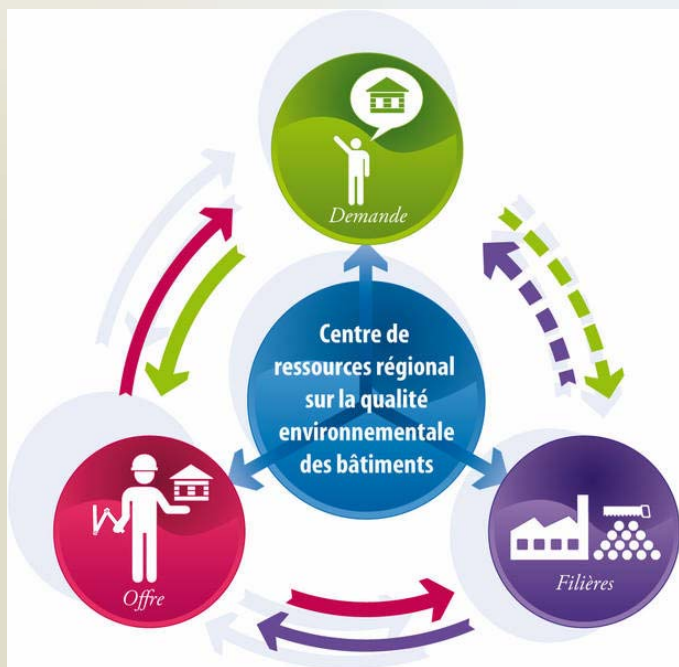 Demande
Centre de
ressources régional
sur la qualité
environnementale
des bâtiments
Offre
Filières